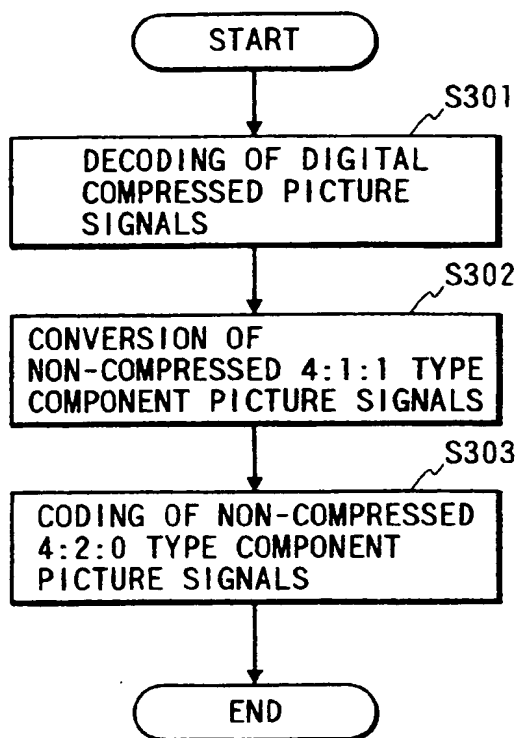 START
S301
DECODING OF DIGITAL
COMPRESSED PICTURE
SIGNALS
S302
CONVERSION OF
NON-COMPRESSED 4:1:1 TYPE
COMPONENT PICTURE SIGNALS
S303
CODING OF NON-COMPRESSED
4:2:0 TYPE COMPONENT
PICTURE SIGNALS
END